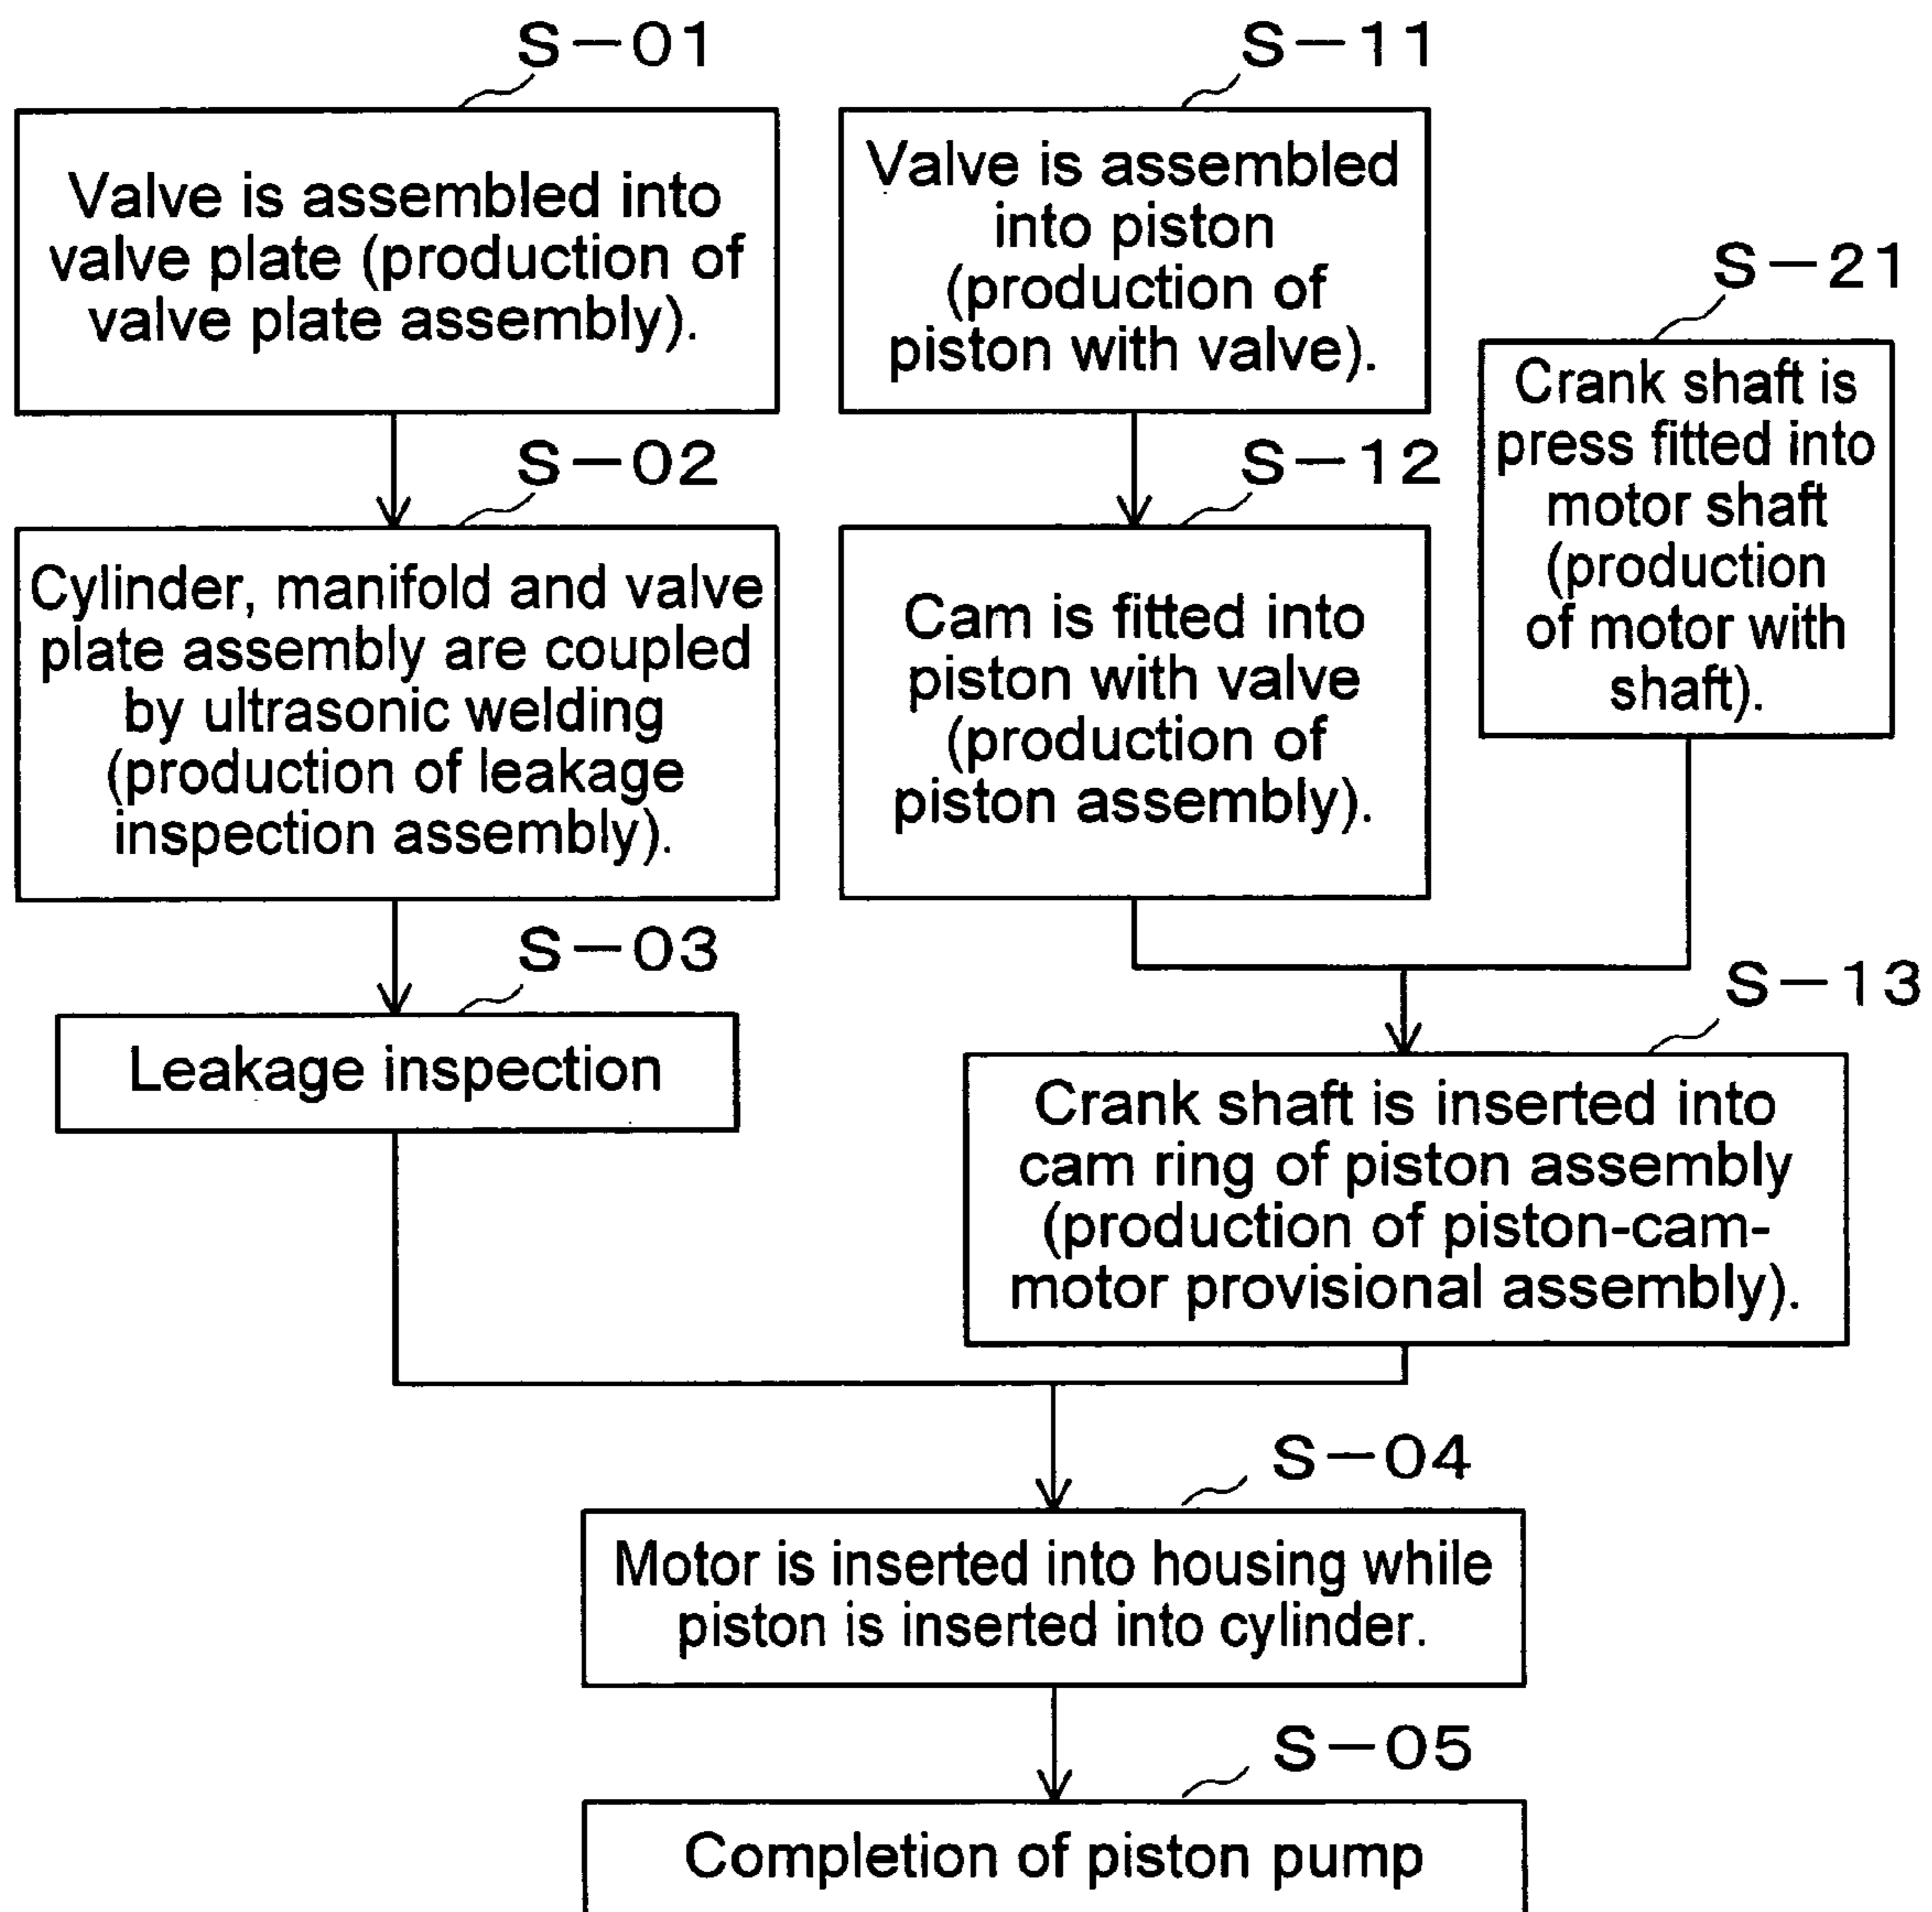 S-01
Valve is assembled into
valve plate (production of
valve plate assembly).
S-11
Valve is assembled
into piston
(production of
piston with valve).
S-21
Crank shaft is
press fitted into
motor shaft
(production
of motor with
shaft).
S-02
Cylinder, manifold and valve
plate assembly are coupled
by ultrasonic welding
(production of leakage
inspection assembly).
S-12
Cam is fitted into
piston with valve
(production of
piston assembly).
S-03
Leakage inspection
S-13
Crank shaft is inserted into
cam ring of piston assembly
(production of piston-cam-
motor provisional assembly).
S-04
Motor is inserted into housing while
piston is inserted into cylinder.
S-05
Completion of piston pump